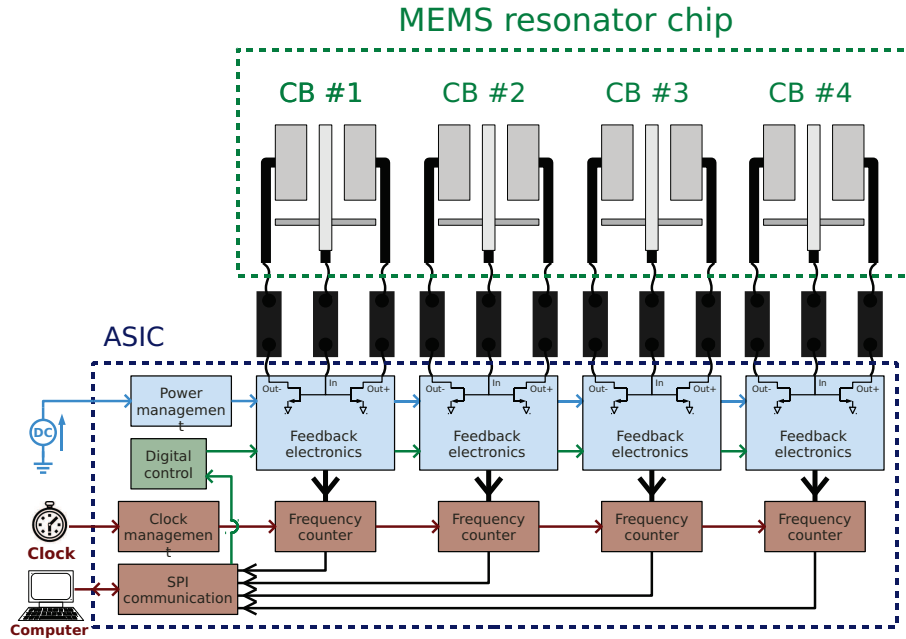 MEMS resonator chip
CB #1
CB #2
CB #3
CB #4
ASIC
Out-
In
Out+
Feedback
electronics
Out-
In
Out+
Feedback
electronics
Out-
In
Out+
Feedback
electronics
Out-
In
Out+
Feedback
electronics
Power
managemen
t
DC
Digital
control
Clock
Clock
managemen
t
Frequency
counter
Frequency
counter
Frequency
counter
Frequency
counter
SPI
communication
Computer